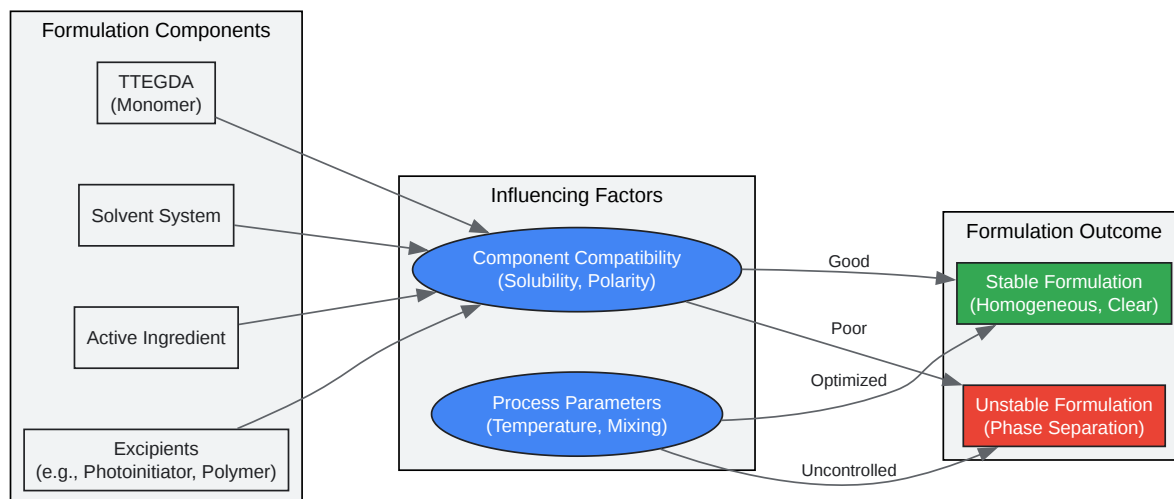 Formulation Components
TTEGDA
(Monomer)
Solvent System
Active Ingredient
Excipients
(e.g., Photoinitiator, Polymer)
Influencing Factors
Component Compatibility
(Solubility, Polarity)
Process Parameters
(Temperature, Mixing)
Good
Poor
Optimized
Uncontrolled
Formulation Outcome
Stable Formulation
(Homogeneous, Clear)
Unstable Formulation
(Phase Separation)